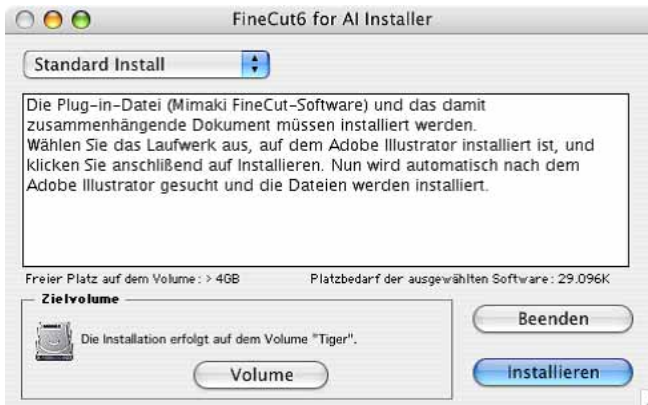 FineCut6 for AI Installer
Standard Install
Die Plug-in-Datei (Mimaki FineCut-Software) und das damit
zusammenhängende Dokument müssen installiert werden.
Wählen Sie das Laufwerk aus, auf dem Adobe Illustrator installiert ist, und
klicken Sie anschlißend auf Installieren. Nun wird automatisch nach dem
Adobe Illustrator gesucht und die Dateien werden installiert.
Freier Platz auf dem Volume: > 4GB Platzbedarf der ausgewählten Software: 29.096K
Zielvolume
Die Installation erfolgt auf dem Volume "Tiger".
Volume
Beenden
Installieren